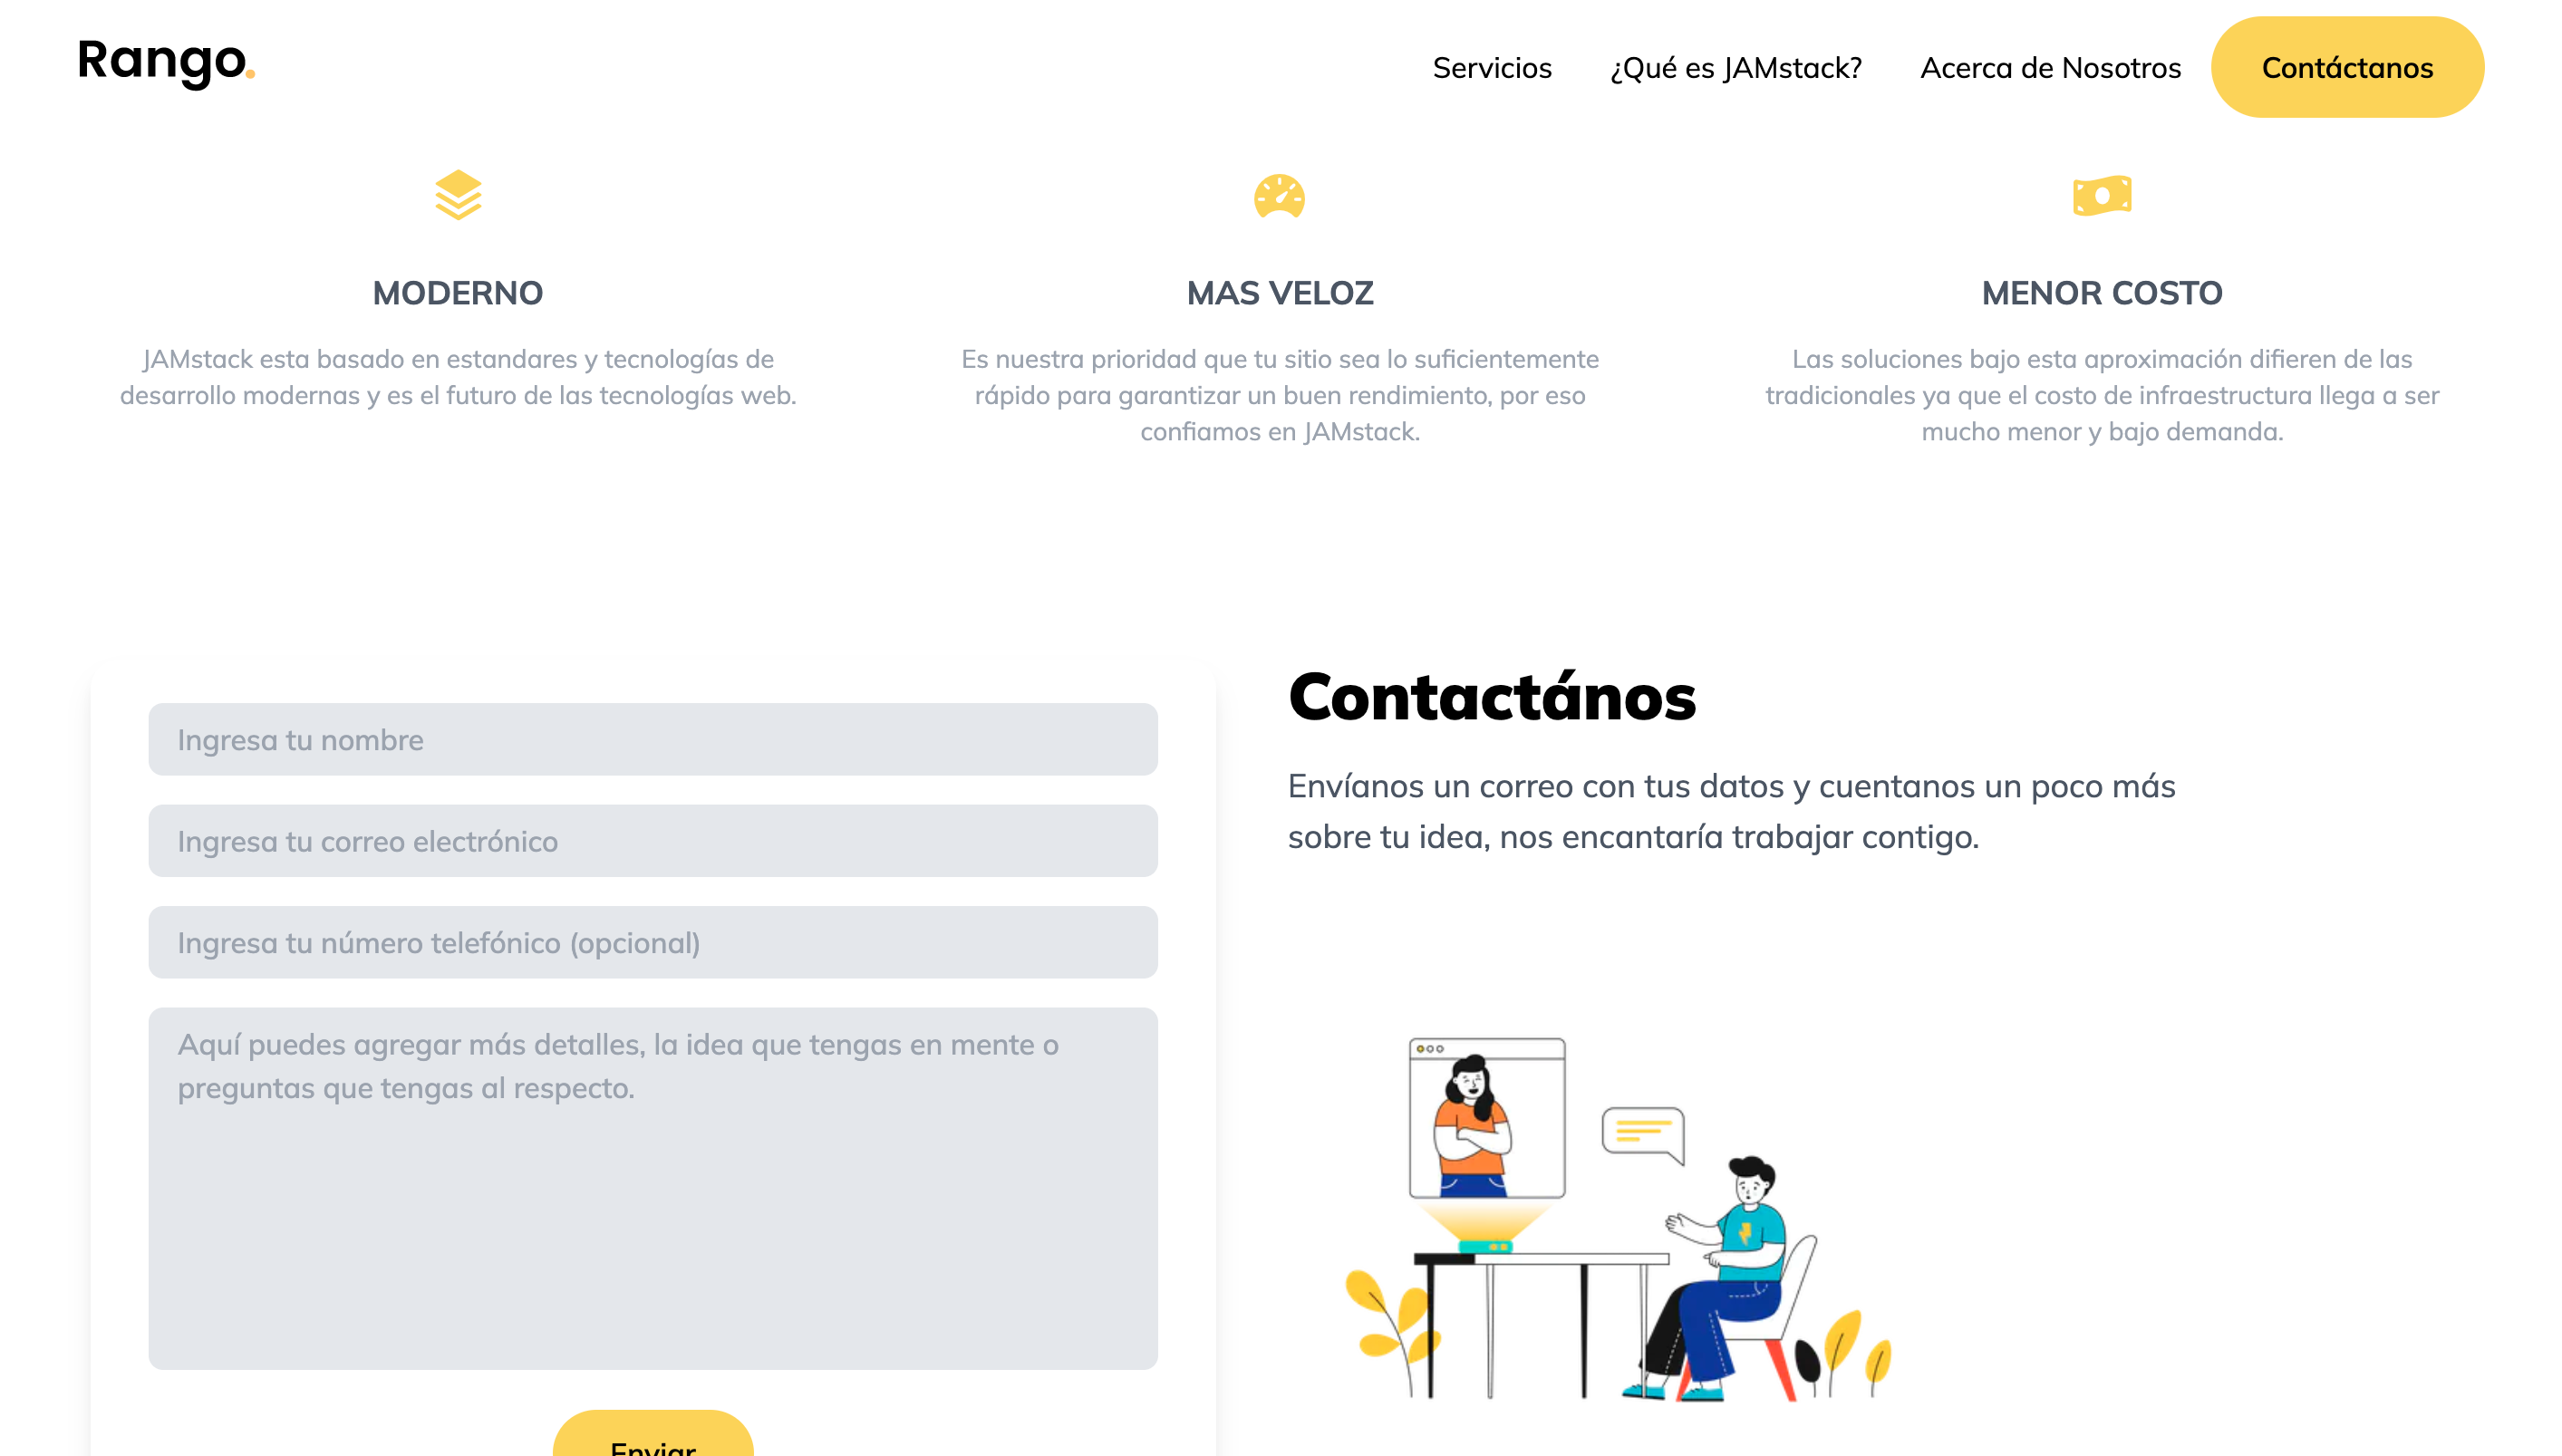 Rango.
Servicios
¿Qué es JAMstack?
Acerca de Nosotros
Contáctanos
MODERNO
JAMstack esta basado en estandares y tecnologías de
desarrollo modernas y es el futuro de las tecnologías web.
MAS VELOZ
Es nuestra prioridad que tu sitio sea lo suficientemente
rápido para garantizar un buen rendimiento, por eso
confiamos en JAMstack.
MENOR COSTO
Las soluciones bajo esta aproximación difieren de las
tradicionales ya que el costo de infraestructura llega a ser
mucho menor y bajo demanda.
Ingresa tu nombre
Ingresa tu correo electrónico
Ingresa tu número telefónico (opcional)
Aquí puedes agregar más detalles, la idea que tengas en mente o
preguntas que tengas al respecto.
Enviar
Contactános
Envíanos un correo con tus datos y cuentanos un poco más
sobre tu idea, nos encantaría trabajar contigo.